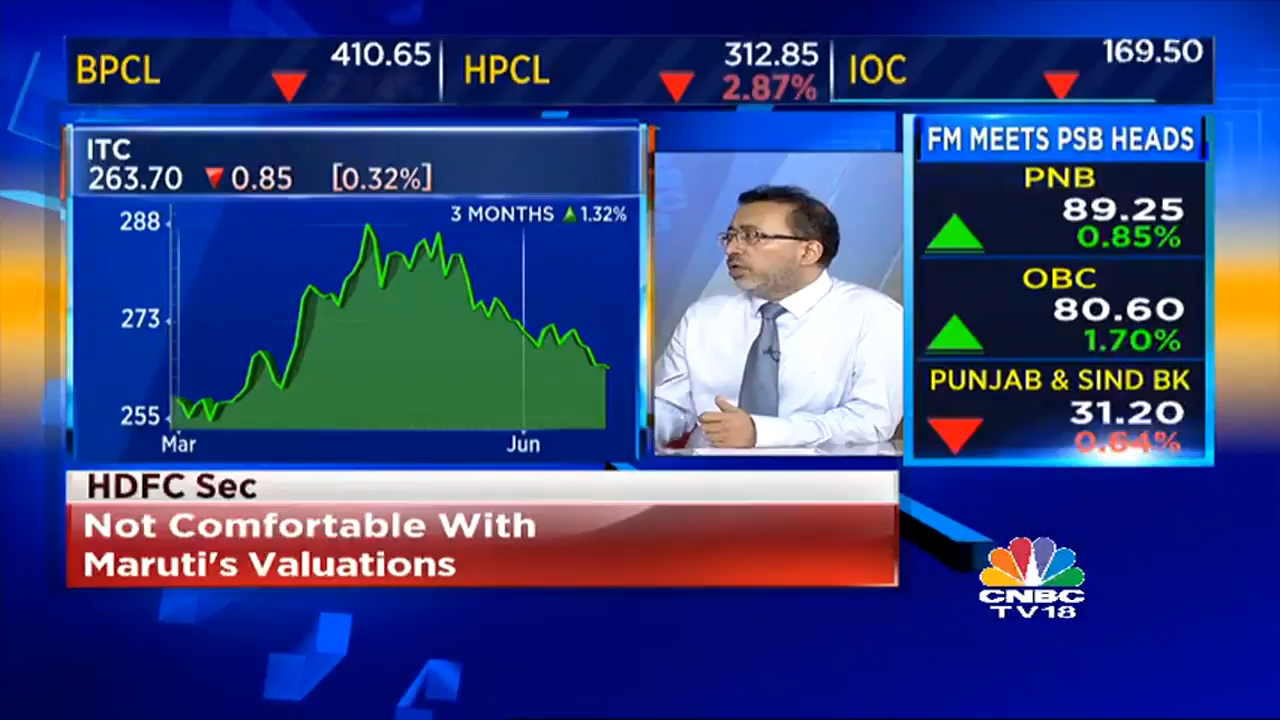 BPCL 410.65
HPCL 312.85
2.87%
IOC 169.50
ITC
263.70 0.85 [0.32%]
3 MONTHS 1.32%
288
273
255
Mar Jun
FM MEETS PSB HEADS
PNB
89.25
0.85%
OBC
80.60
1.70%
PUNJAB & SIND BK
31.20
0.64%
HDFC Sec
Not Comfortable With
Maruti's Valuations
CNBC
TV18